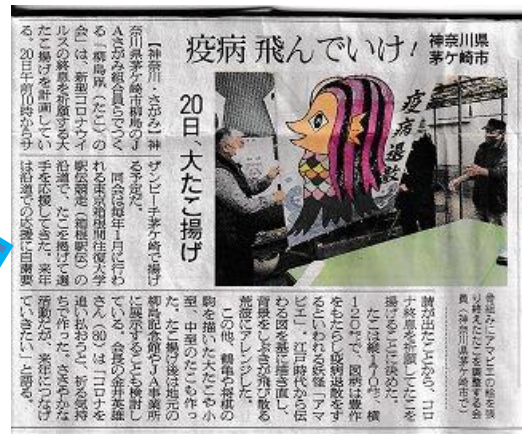 疫病 飛んでいけ!
神奈川県
茅ケ崎市
20日、大たこ揚げ
疫病退散
【神奈川・さがみ】神
奈川県茅ケ崎市柳島のJ
Aさがみ組合員らでつく
る「柳島凧(たこ)の
会」は、新型コロナウイ
ルスの終息を祈願する大
たこ揚げを計画してい
る。20日午前10時からサ
ザンビーチ茅ケ崎で揚げ
る予定だ。
同会は毎年1月に行わ
れる東京箱根間往復大学
駅伝競走(箱根駅伝)の
沿道で、たこを揚げて選
手を応援してきた。来年
は沿道での応援に自粛要
請が出たことから、コロ
ナ終息を祈願してたこを
揚げることに決めた。
たこは縦170㌢、横
120㌢で、図柄は豊作
をもたらし疫病退散をす
るといわれる妖怪「アマ
ビエ」。江戸時代から伝
わる図を基に描き直し、
背景をしぶきが飛び散る
荒波にアレンジした。
この他、鶴亀や将棋の
駒を描いた大たこや小
型、中型のたこも作っ
た。たこ揚げ後は地元の
柳島記念館やJA事業所
に展示することも検討し
ている。会長の金井英雄
さん(80)は「コロナを
追い払おうと、祈る気持
ちで作った。ささやかな
活動だが、来年につなげ
ていきたい」と語る。
骨組みにアマビエの絵を張
り終えたたこを調整する会
員(神奈川県茅ケ崎市で)